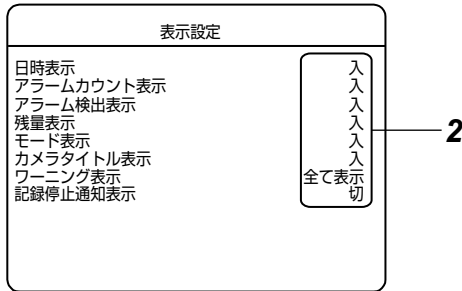 表示設定
日時表示 入
アラームカウント表示 入
アラーム検出表示 入
残量表示 入
モード表示 入
カメラタイトル表示 入
ワーニング表示 全て表示
記録停止通知表示 切
2